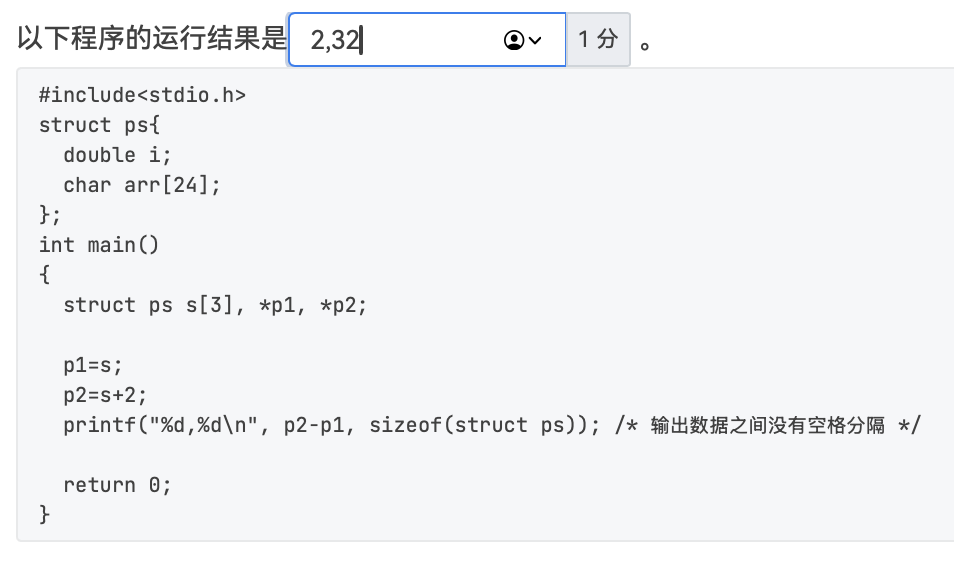 以下程序的运行结果是 2,32 1 分 。
#include<stdio.h>
struct ps{
  double i;
  char arr[24];
};
int main()
{
  struct ps s[3], *p1, *p2;

  p1=s;
  p2=s+2;
  printf("%d,%d\n", p2-p1, sizeof(struct ps)); /* 输出数据之间没有空格分隔 */

  return 0;
}